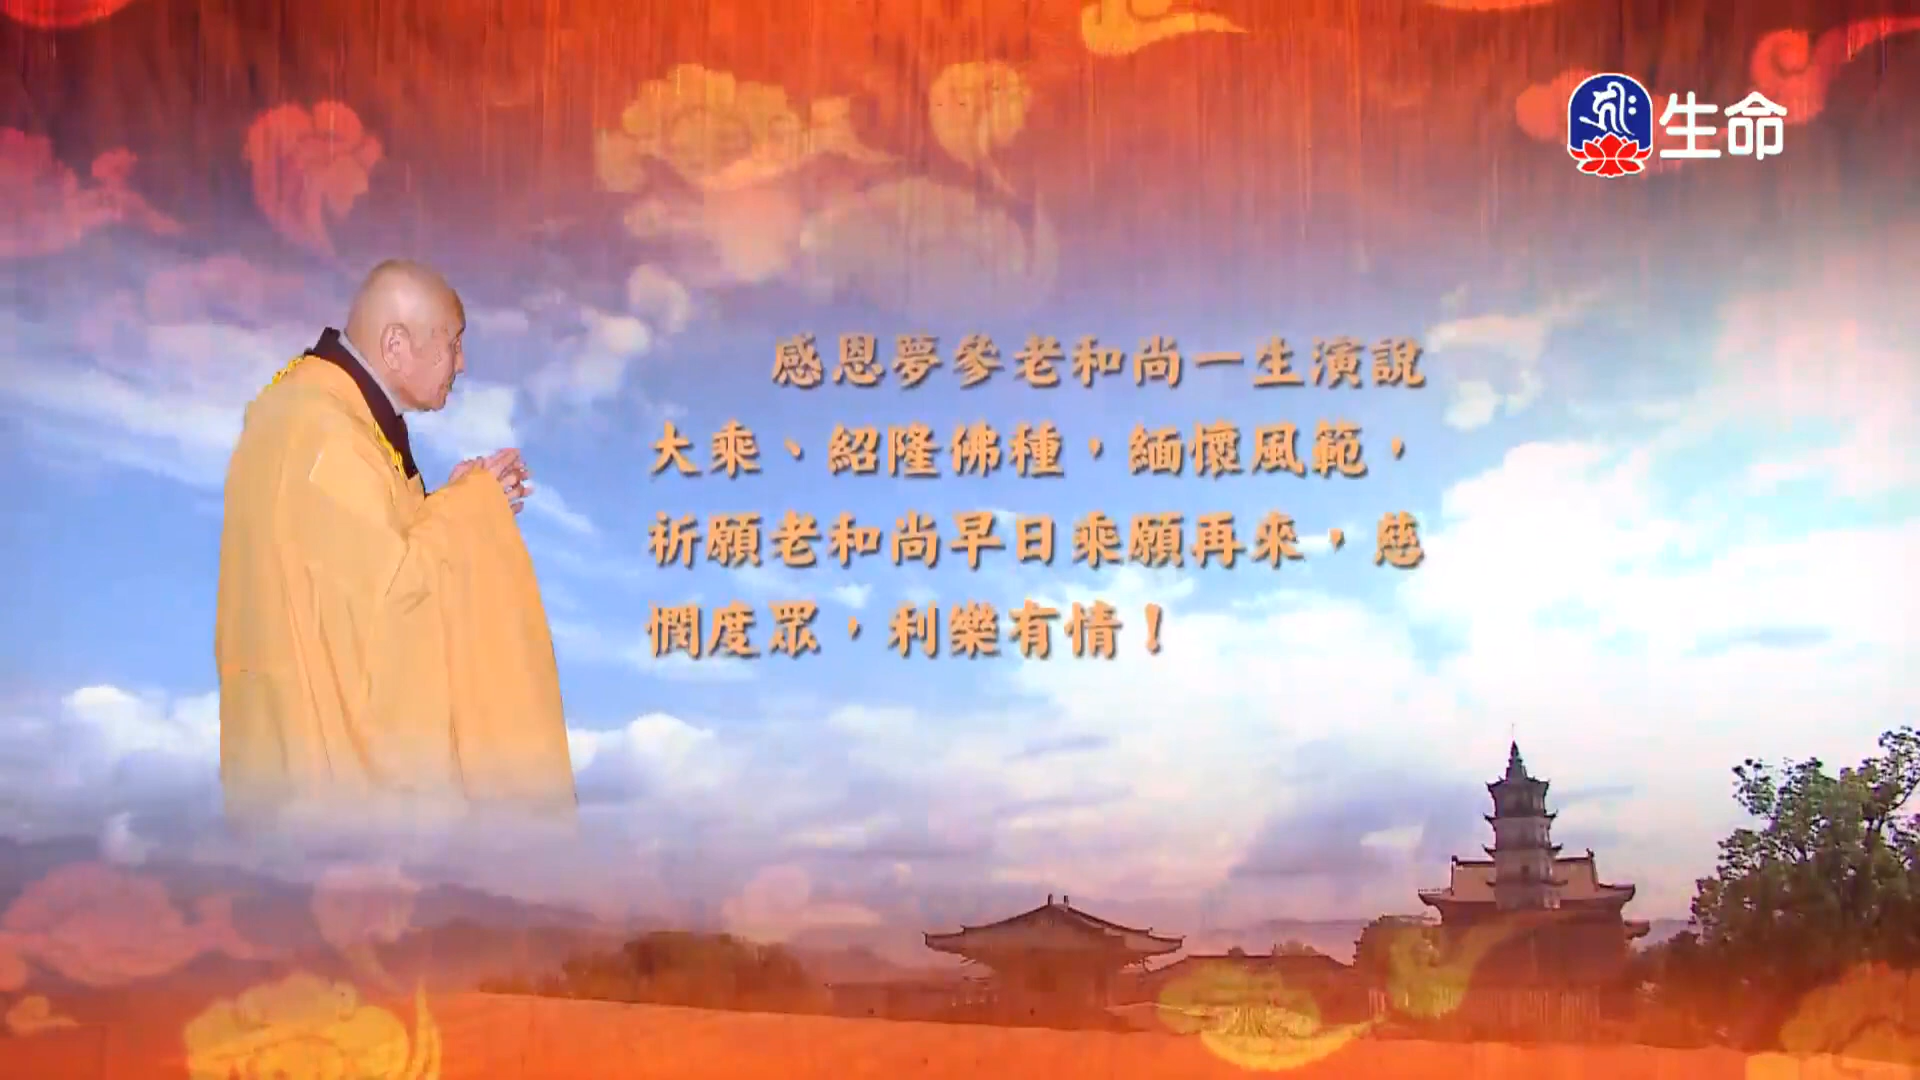 生命
感恩夢參老和尚一生演說
大乘、紹隆佛種，緬懷風範，
祈願老和尚早日乘願再來，慈
憫度眾，利樂有情！